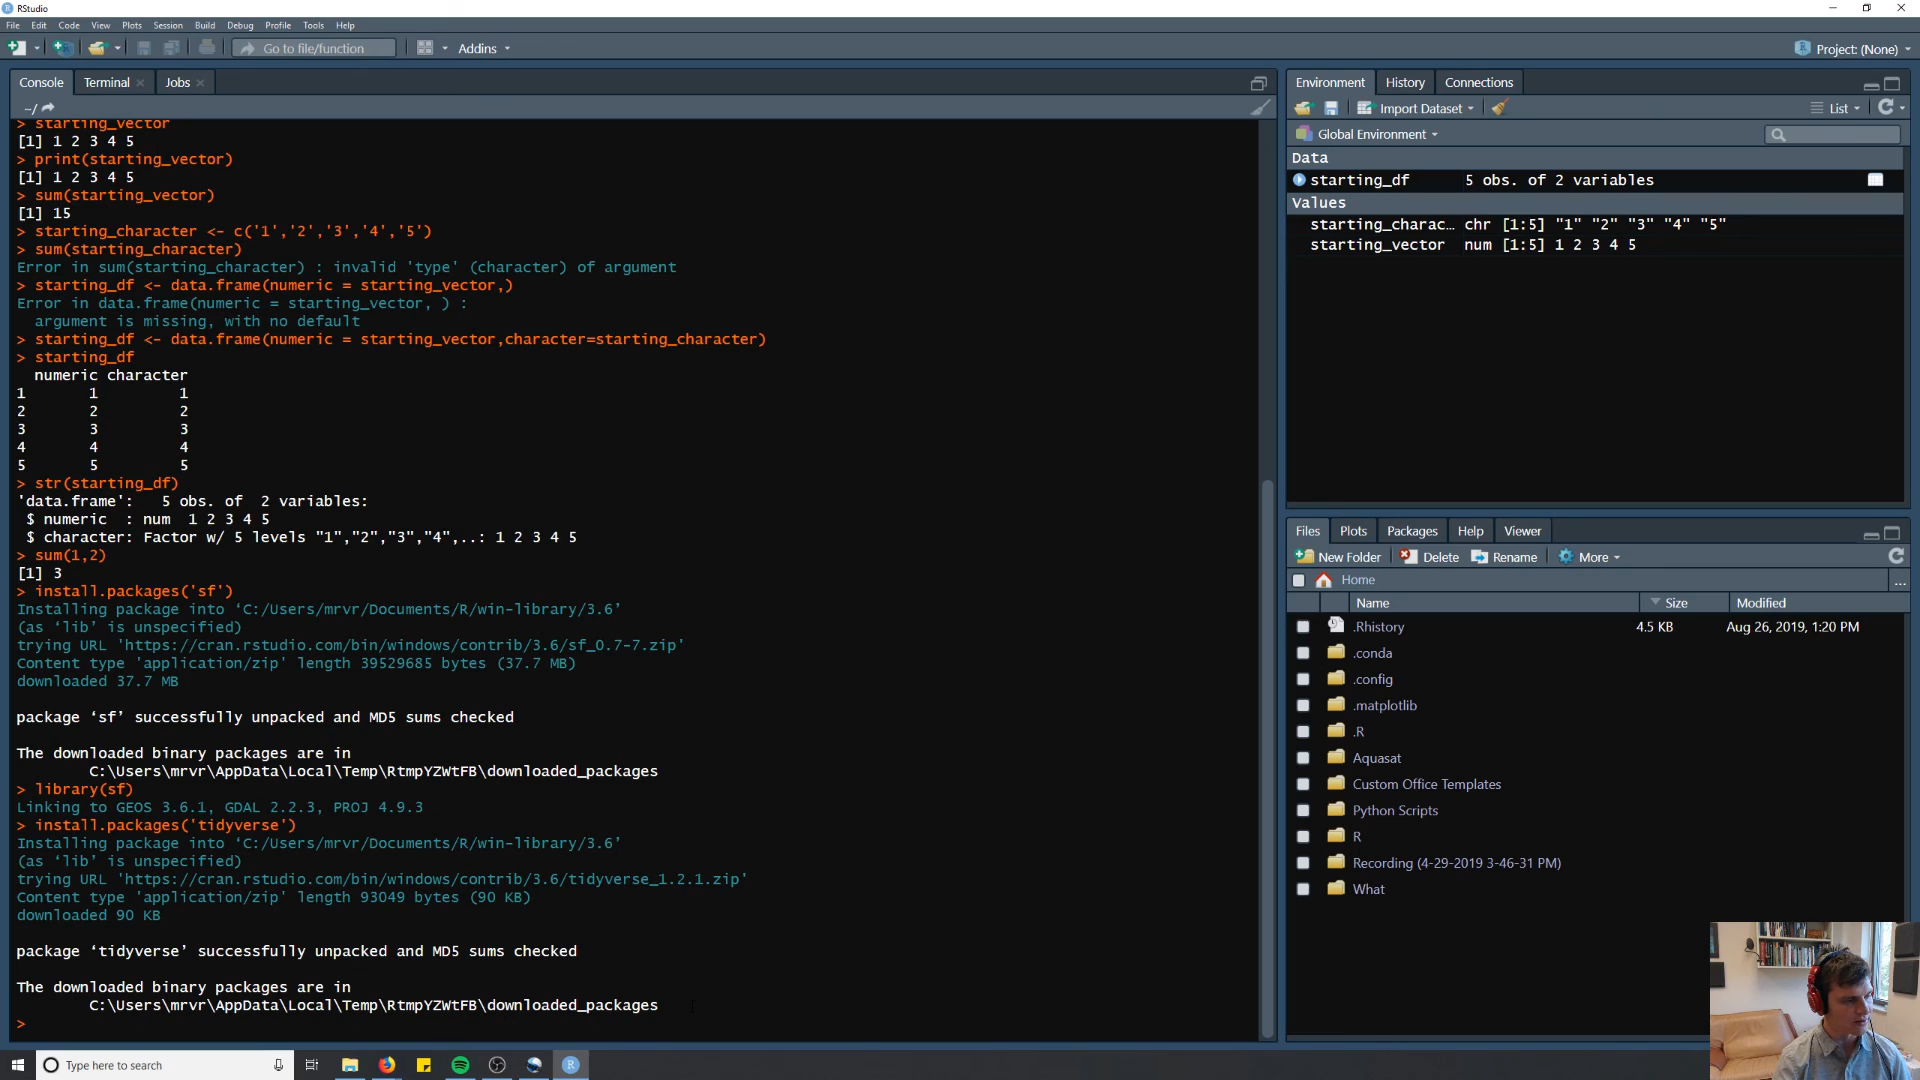 RStudio
File Edit Code View Plots Session Build Debug Profile Tools Help
Go to file/function
Addins
Project: (None)
Console Terminal Jobs
~/
> starting_vector
[1] 1 2 3 4 5
> print(starting_vector)
[1] 1 2 3 4 5
> sum(starting_vector)
[1] 15
> starting_character <- c('1','2','3','4','5')
> sum(starting_character)
Error in sum(starting_character) : invalid 'type' (character) of argument
> starting_df <- data.frame(numeric = starting_vector,)
Error in data.frame(numeric = starting_vector, ) :
argument is missing, with no default
> starting_df <- data.frame(numeric = starting_vector,character=starting_character)
> starting_df
numeric character
1 1 1
2 2 2
3 3 3
4 4 4
5 5 5
> str(starting_df)
'data.frame': 5 obs. of 2 variables:
$ numeric : num 1 2 3 4 5
$ character: Factor w/ 5 levels "1","2","3","4",..: 1 2 3 4 5
> sum(1,2)
[1] 3
> install.packages('sf')
Installing package into ‘C:/Users/mrvr/Documents/R/win-library/3.6’
(as ‘lib’ is unspecified)
trying URL 'https://cran.rstudio.com/bin/windows/contrib/3.6/sf_0.7-7.zip'
Content type 'application/zip' length 39529685 bytes (37.7 MB)
downloaded 37.7 MB
package ‘sf’ successfully unpacked and MD5 sums checked
The downloaded binary packages are in
C:\Users\mrvr\AppData\Local\Temp\RtmpYZWtFB\downloaded_packages
> library(sf)
Linking to GEOS 3.6.1, GDAL 2.2.3, PROJ 4.9.3
> install.packages('tidyverse')
Installing package into ‘C:/Users/mrvr/Documents/R/win-library/3.6’
(as ‘lib’ is unspecified)
trying URL 'https://cran.rstudio.com/bin/windows/contrib/3.6/tidyverse_1.2.1.zip'
Content type 'application/zip' length 93049 bytes (90 KB)
downloaded 90 KB
package ‘tidyverse’ successfully unpacked and MD5 sums checked
The downloaded binary packages are in
C:\Users\mrvr\AppData\Local\Temp\RtmpYZWtFB\downloaded_packages
>
Environment History Connections
Import Dataset
List
Global Environment
Data
starting_df 5 obs. of 2 variables
Values
starting_charac… chr [1:5] "1" "2" "3" "4" "5"
starting_vector num [1:5] 1 2 3 4 5
Files Plots Packages Help Viewer
New Folder Delete Rename More
Home ...
Name Size Modified
.Rhistory 4.5 KB Aug 26, 2019, 1:20 PM
.conda
.config
.matplotlib
.R
Aquasat
Custom Office Templates
Python Scripts
R
Recording (4-29-2019 3-46-31 PM)
What
Type here to search